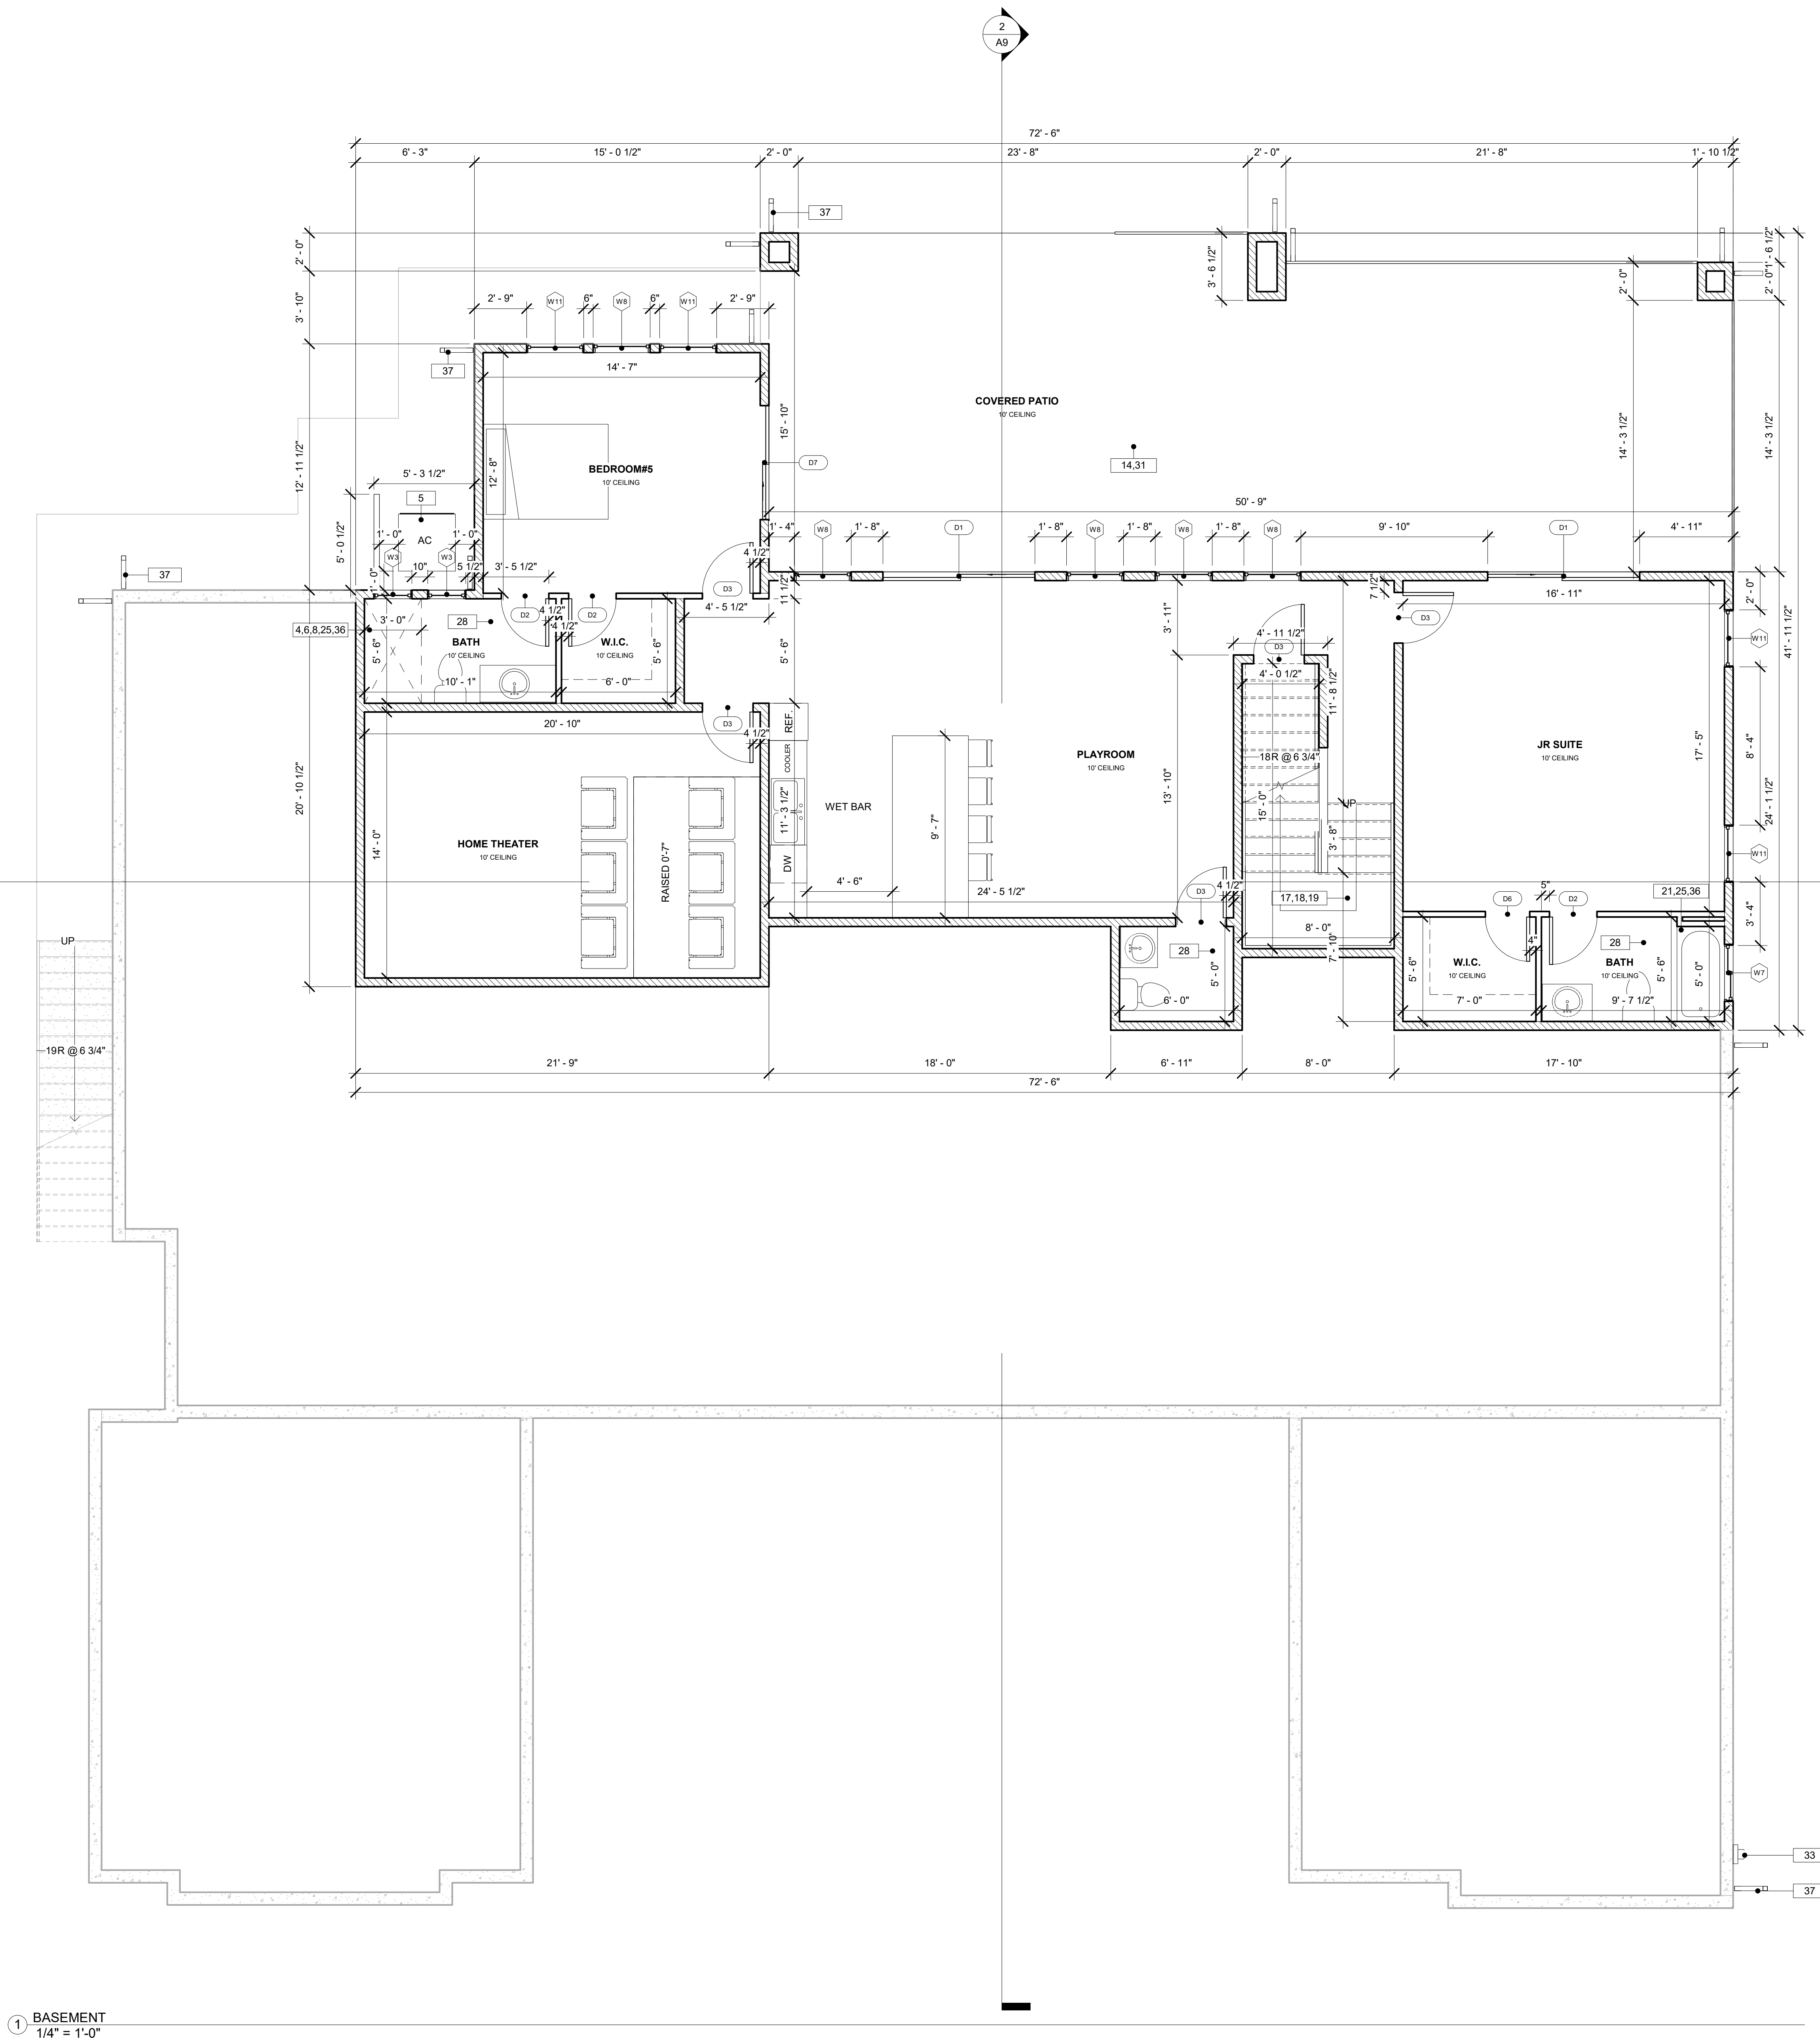 2
A9
72' - 6"
6' - 3"
15' - 0 1/2"
2' - 0"
23' - 8"
2' - 0"
21' - 8"
1' - 10 1/2"
37
2' - 0"
3' - 10"
12' - 11 1/2"
20' - 10 1/2"
3' - 6 1/2"
2' - 0"
1' - 6 1/2"
2' - 0"
2' - 9"
W11
6"
W8
6"
W11
2' - 9"
37
14' - 7"
COVERED PATIO
10' CEILING
14,31
15' - 10"
14' - 3 1/2"
14' - 3 1/2"
BEDROOM#5
10' CEILING
12' - 8"
D7
5' - 3 1/2"
5
AC
5' - 0 1/2"
1' - 0"
1' - 0"
W3
W3
10"
5 1/2"
3' - 5 1/2"
1' - 0"
37
50' - 9"
1' - 4"
W8
1' - 8"
D1
1' - 8"
W8
1' - 8"
W8
1' - 8"
W8
9' - 10"
D1
4' - 11"
4 1/2"
D3
11 1/2"
4' - 5 1/2"
D2
D2
4 1/2"
4 1/2"
28
4,6,8,25,36
3' - 0"
5' - 6"
BATH
10' CEILING
W.I.C.
10' CEILING
5' - 6"
5' - 6"
10' - 1"
6' - 0"
7 1/2"
16' - 11"
D3
2' - 0"
W11
41' - 11 1/2"
3' - 11"
4' - 11 1/2"
D3
4' - 0 1/2"
11' - 8 1/2"
20' - 10"
D3
4 1/2"
REF.
COOLER
11' - 3 1/2"
DW
WET BAR
9' - 7"
4' - 6"
PLAYROOM
10' CEILING
13' - 10"
18R @ 6 3/4"
15' - 0"
UP
3' - 8"
JR SUITE
10' CEILING
17' - 5"
8' - 4"
24' - 1 1/2"
W11
14' - 0"
HOME THEATER
10' CEILING
RAISED 0'-7"
24' - 5 1/2"
D3
4 1/2"
17,18,19
5"
D6
D2
21,25,36
3' - 4"
8' - 0"
7' - 10"
28
5' - 0"
6' - 0"
4"
28
W.I.C.
10' CEILING
5' - 6"
7' - 0"
BATH
10' CEILING
5' - 6"
5' - 0"
9' - 7 1/2"
W7
UP
19R @ 6 3/4"
21' - 9"
18' - 0"
6' - 11"
8' - 0"
17' - 10"
72' - 6"
33
37
1
BASEMENT
1/4" = 1'-0"